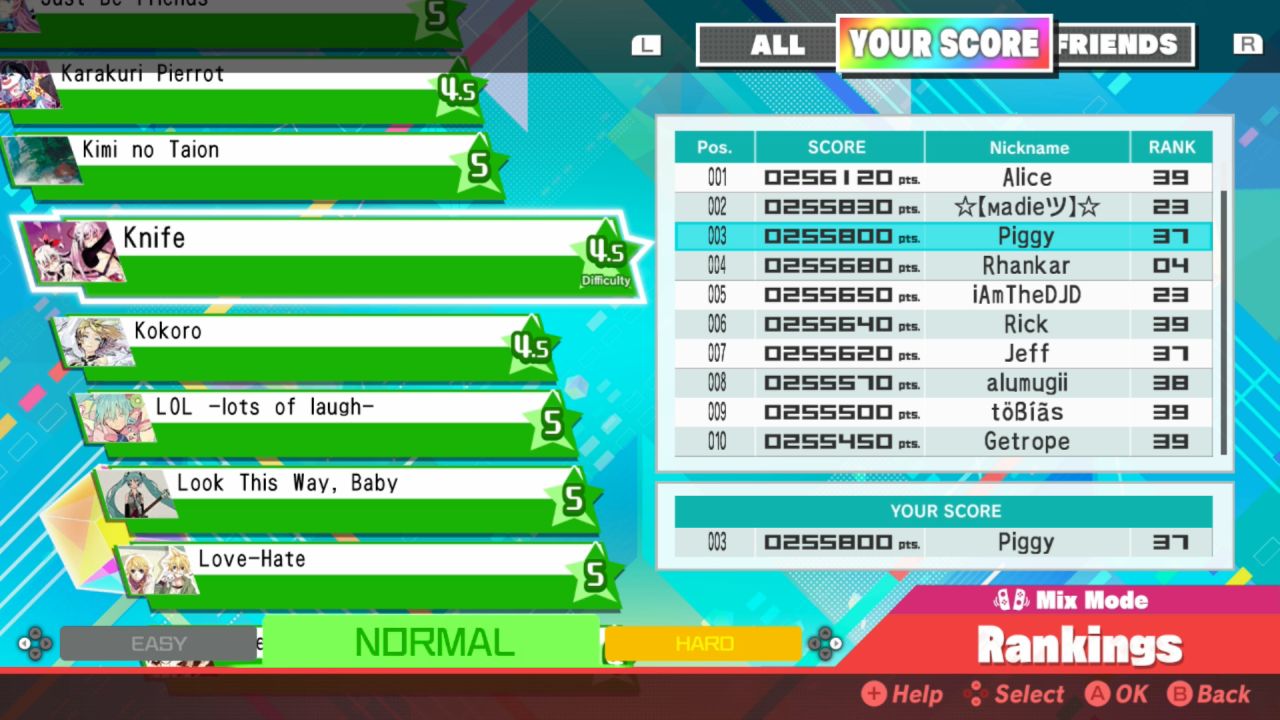 Just Be Friends
5
L
ALL
YOUR SCORE
FRIENDS
R
Karakuri Pierrot
4.5
Kimi no Taion
5
Knife
4.5
Difficulty
Kokoro
4.5
LOL -lots of laugh-
5
Look This Way, Baby
5
Love-Hate
5
Pos. SCORE Nickname RANK
001 0256120 pts. Alice 39
002 0255830 pts. ☆【мadieツ】☆ 23
003 0255800 pts. Piggy 37
004 0255680 pts. Rhankar 04
005 0255650 pts. iAmTheDJD 23
006 0255640 pts. Rick 39
007 0255620 pts. Jeff 37
008 0255570 pts. alumugii 38
009 0255500 pts. tößíãs 39
010 0255450 pts. Getrope 39
YOUR SCORE
003 0255800 pts. Piggy 37
Mix Mode
Rankings
EASY
NORMAL
HARD
+ Help
Select
A OK
B Back